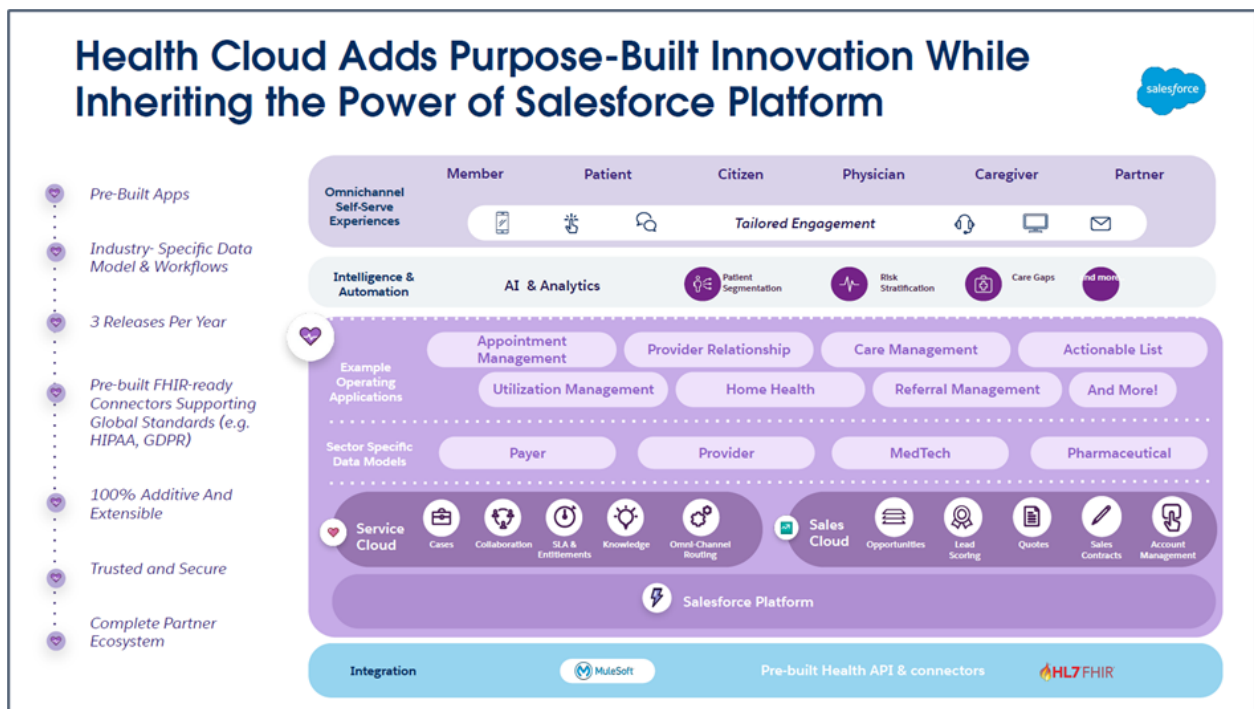 Health Cloud Adds Purpose-Built Innovation While
Inheriting the Power of Salesforce Platform
salesforce
Pre-Built Apps
Industry- Specific Data
Model & Workflows
3 Releases Per Year
Pre-built FHIR-ready
Connectors Supporting
Global Standards (e.g.
HIPAA, GDPR)
100% Additive And
Extensible
Trusted and Secure
Complete Partner
Ecosystem
Omnichannel
Self-Serve
Experiences
Member
Patient
Citizen
Physician
Caregiver
Partner
Tailored Engagement
Intelligence &
Automation
AI & Analytics
Patient
Segmentation
Risk
Stratification
Care Gaps
nd more
Example
Operating
Applications
Appointment
Management
Provider Relationship
Care Management
Actionable List
Utilization Management
Home Health
Referral Management
And More!
Sector Specific
Data Models
Payer
Provider
MedTech
Pharmaceutical
Service
Cloud
Cases
Collaboration
SLA &
Entitlements
Knowledge
Omni-Channel
Routing
Sales
Cloud
Opportunities
Lead
Scoring
Quotes
Sales
Contracts
Account
Management
Salesforce Platform
Integration
MuleSoft
Pre-built Health API & connectors
HL7 FHIR